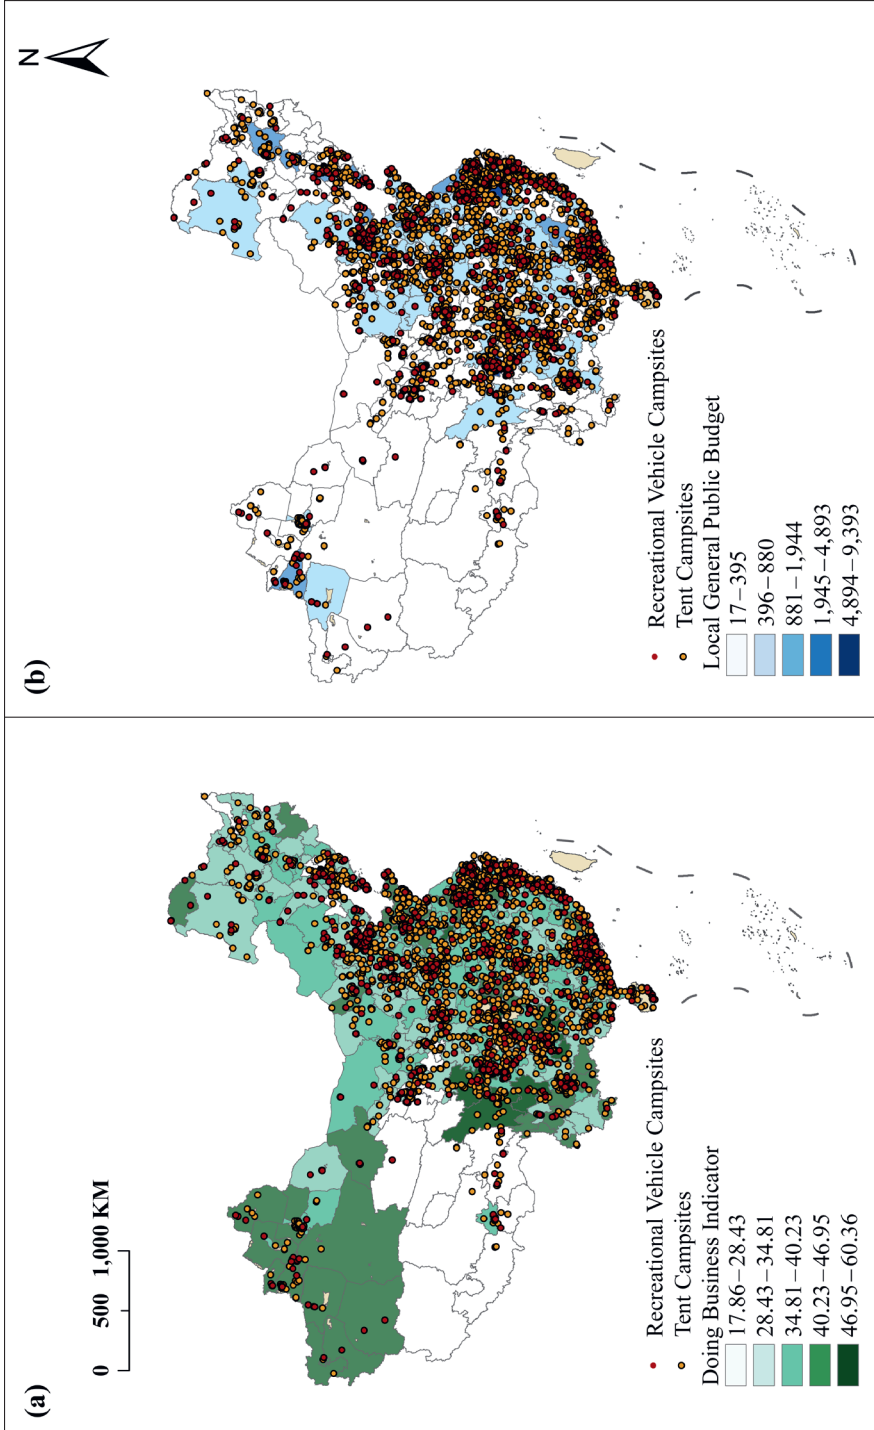 (a)
0 500 1,000 KM
Recreational Vehicle Campsites
Tent Campsites
Doing Business Indicator
17.86–28.43
28.43–34.81
34.81–40.23
40.23–46.95
46.95–60.36
(b)
N
Recreational Vehicle Campsites
Tent Campsites
Local General Public Budget
17–395
396–880
881–1,944
1,945–4,893
4,894–9,393